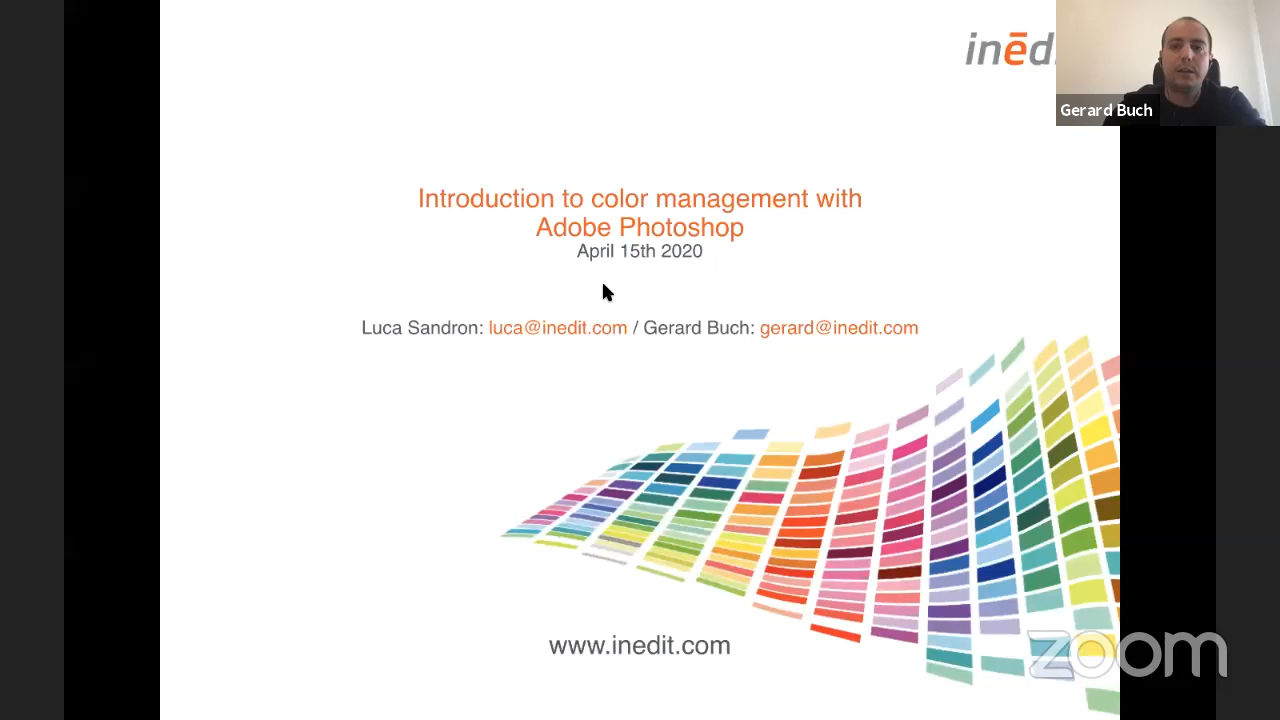 inēdi
Gerard Buch
Introduction to color management with
Adobe Photoshop
April 15th 2020
Luca Sandron: luca@inedit.com / Gerard Buch: gerard@inedit.com
www.inedit.com
zoom